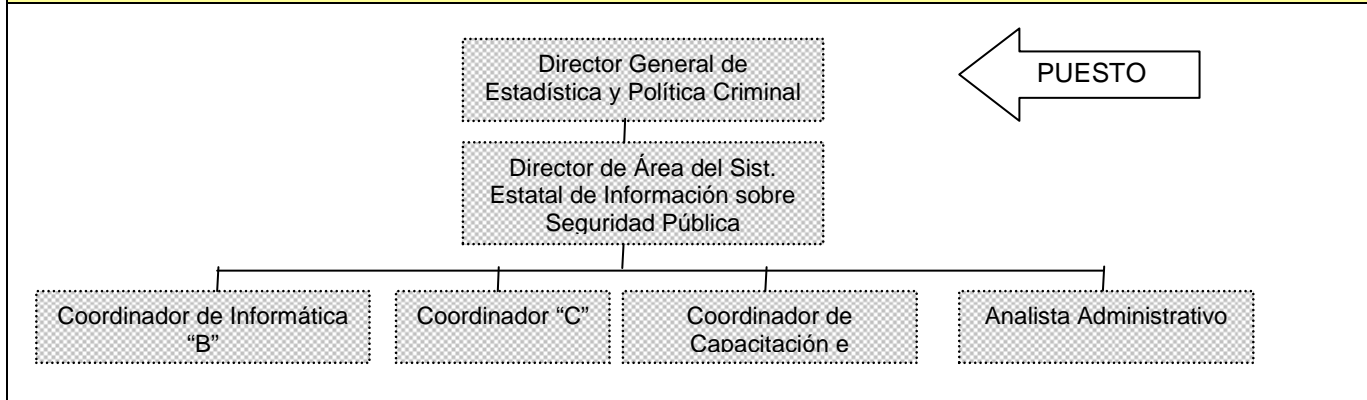 Director General de
Estadística y Política Criminal
PUESTO
Director de Área del Sist.
Estatal de Información sobre
Seguridad Pública
Coordinador de Informática
“B”
Coordinador “C”
Coordinador de
Capacitación e
Analista Administrativo